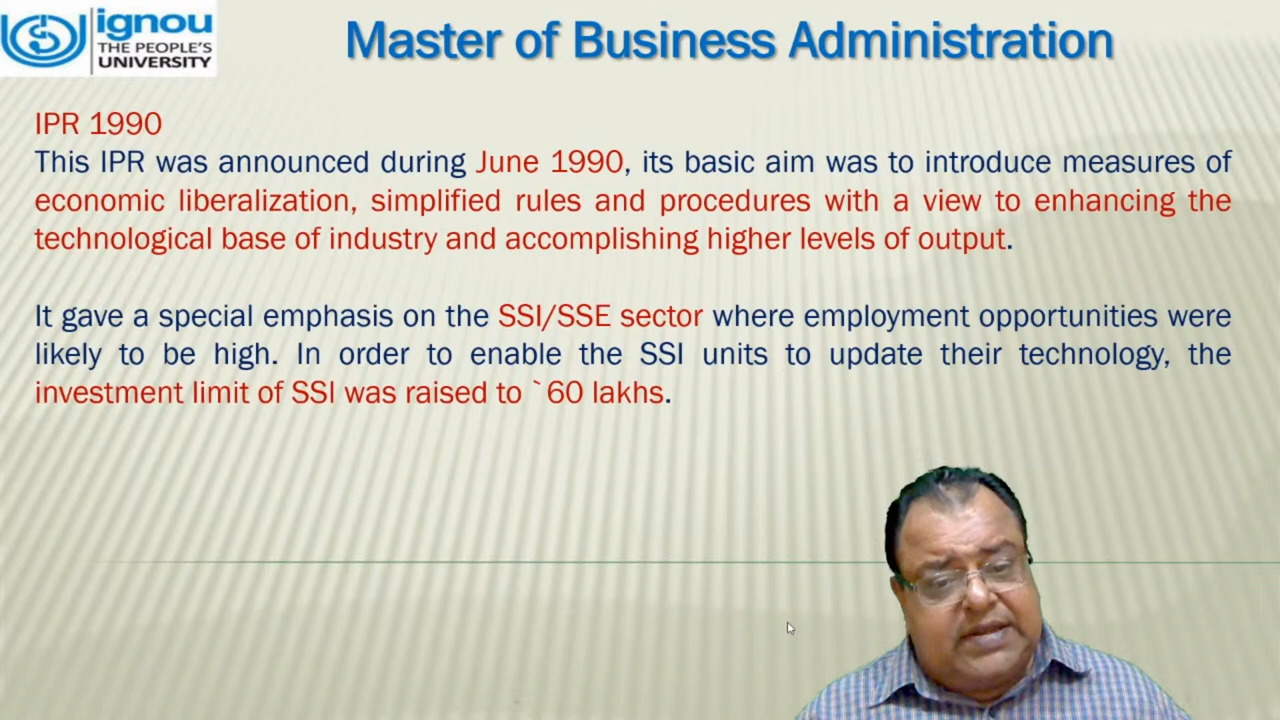 ignou
THE PEOPLE'S
UNIVERSITY
Master of Business Administration
IPR 1990
This IPR was announced during June 1990, its basic aim was to introduce measures of
economic liberalization, simplified rules and procedures with a view to enhancing the
technological base of industry and accomplishing higher levels of output.
It gave a special emphasis on the SSI/SSE sector where employment opportunities were
likely to be high. In order to enable the SSI units to update their technology, the
investment limit of SSI was raised to `60 lakhs.